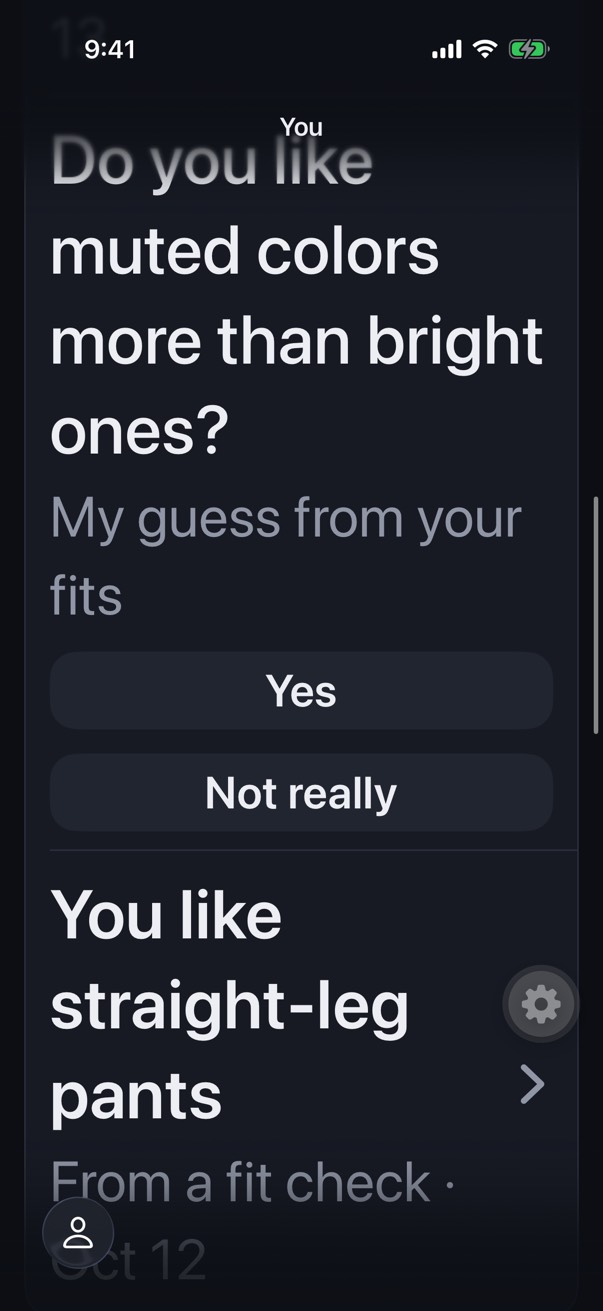 13
9:41
You
Do you like
muted colors
more than bright
ones?
My guess from your
fits
Yes
Not really
You like
straight-leg
pants
From a fit check ·
Oct 12